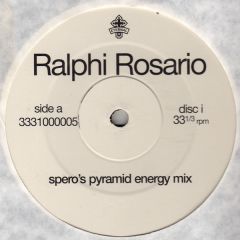 Ralphi Rosario
side a
3331000005
disc i
33 1/3 rpm
spero's pyramid energy mix